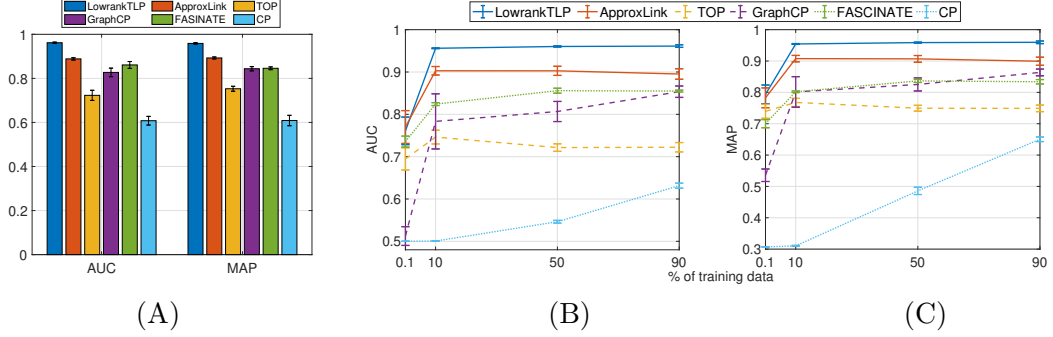 LowrankTLP ApproxLink TOP
GraphCP FASINATE CP
1
0.8
0.6
0.4
0.2
0
AUC MAP
(A)
LowrankTLP ApproxLink TOP GraphCP FASCINATE CP
AUC
1
0.9
0.8
0.7
0.6
0.5
0.1 10 50 90
(B)
% of training data
MAP
1
0.9
0.8
0.7
0.6
0.5
0.4
0.3
0.1 10 50 90
(C)